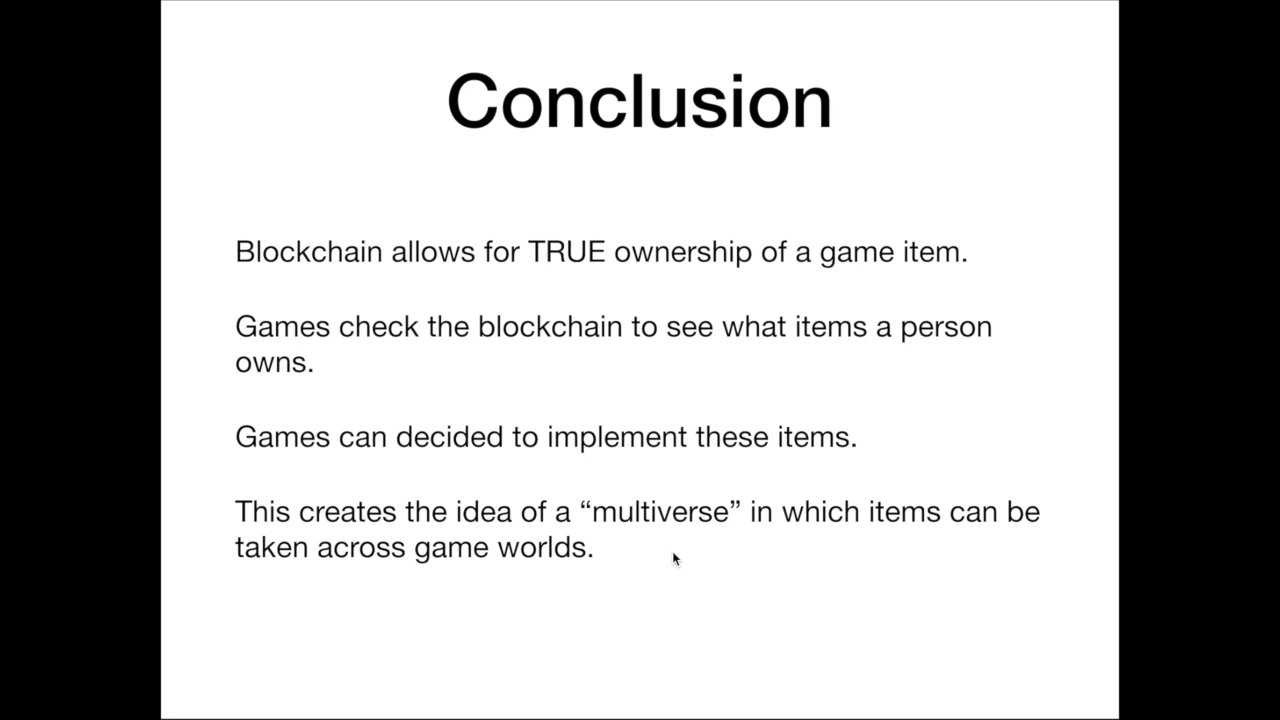 Conclusion
Blockchain allows for TRUE ownership of a game item.
Games check the blockchain to see what items a person
owns.
Games can decided to implement these items.
This creates the idea of a “multiverse” in which items can be
taken across game worlds.